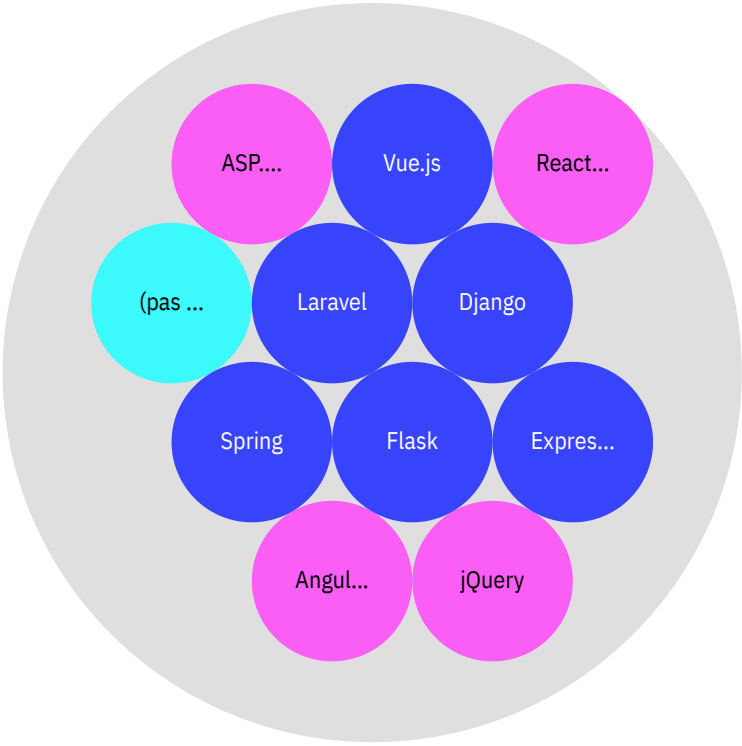 ASP....
Vue.js
React...
(pas ...
Laravel
Django
Spring
Flask
Expres...
Angul...
jQuery